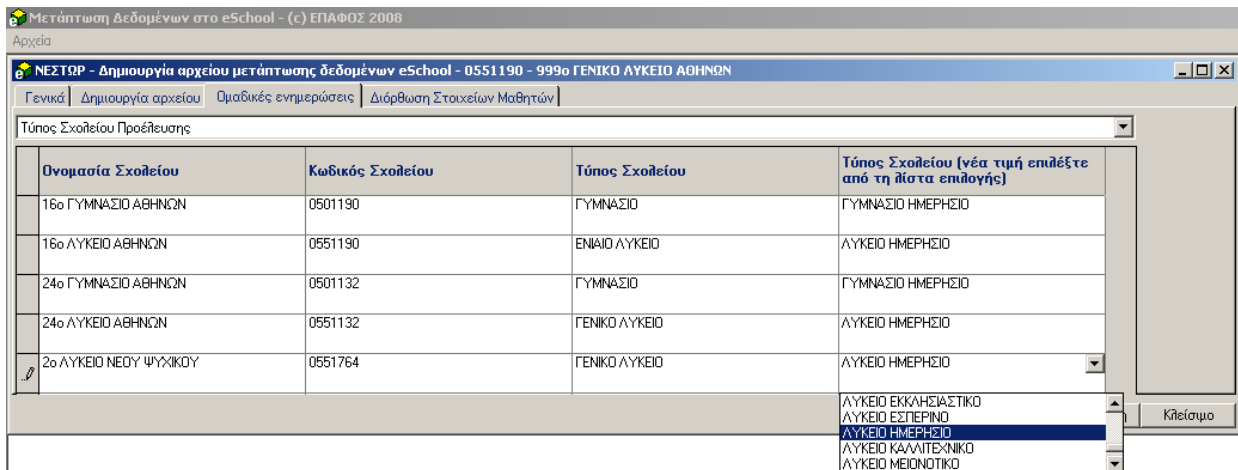 Μετάπτωση Δεδομένων στο eSchool - (c) ΕΠΑΦΟΣ 2008
Αρχεία
ΝΕΣΤΩΡ - Δημιουργία αρχείου μετάπτωσης δεδομένων eSchool - 0551190 - 999ο ΓΕΝΙΚΟ ΛΥΚΕΙΟ ΑΘΗΝΩΝ
Γενικά Δημιουργία αρχείου Ομαδικές ενημερώσεις Διόρθωση Στοιχείων Μαθητών
Τύπος Σχολείου Προέλευσης
Ονομασία Σχολείου Κωδικός Σχολείου Τύπος Σχολείου Τύπος Σχολείου (νέα τιμή επιλέξτε
από τη λίστα επιλογής)
16ο ΓΥΜΝΑΣΙΟ ΑΘΗΝΩΝ 0501190 ΓΥΜΝΑΣΙΟ ΓΥΜΝΑΣΙΟ ΗΜΕΡΗΣΙΟ
16ο ΛΥΚΕΙΟ ΑΘΗΝΩΝ 0551190 ΕΝΙΑΙΟ ΛΥΚΕΙΟ ΛΥΚΕΙΟ ΗΜΕΡΗΣΙΟ
24ο ΓΥΜΝΑΣΙΟ ΑΘΗΝΩΝ 0501132 ΓΥΜΝΑΣΙΟ ΓΥΜΝΑΣΙΟ ΗΜΕΡΗΣΙΟ
24ο ΛΥΚΕΙΟ ΑΘΗΝΩΝ 0551132 ΓΕΝΙΚΟ ΛΥΚΕΙΟ ΛΥΚΕΙΟ ΗΜΕΡΗΣΙΟ
2ο ΛΥΚΕΙΟ ΝΕΟΥ ΨΥΧΙΚΟΥ 0551764 ΓΕΝΙΚΟ ΛΥΚΕΙΟ ΛΥΚΕΙΟ ΗΜΕΡΗΣΙΟ
ΛΥΚΕΙΟ ΕΚΚΛΗΣΙΑΣΤΙΚΟ
ΛΥΚΕΙΟ ΕΣΠΕΡΙΝΟ
ΛΥΚΕΙΟ ΗΜΕΡΗΣΙΟ
ΛΥΚΕΙΟ ΚΑΛΛΙΤΕΧΝΙΚΟ
ΛΥΚΕΙΟ ΜΕΙΟΝΟΤΙΚΟ
Κλείσιμο